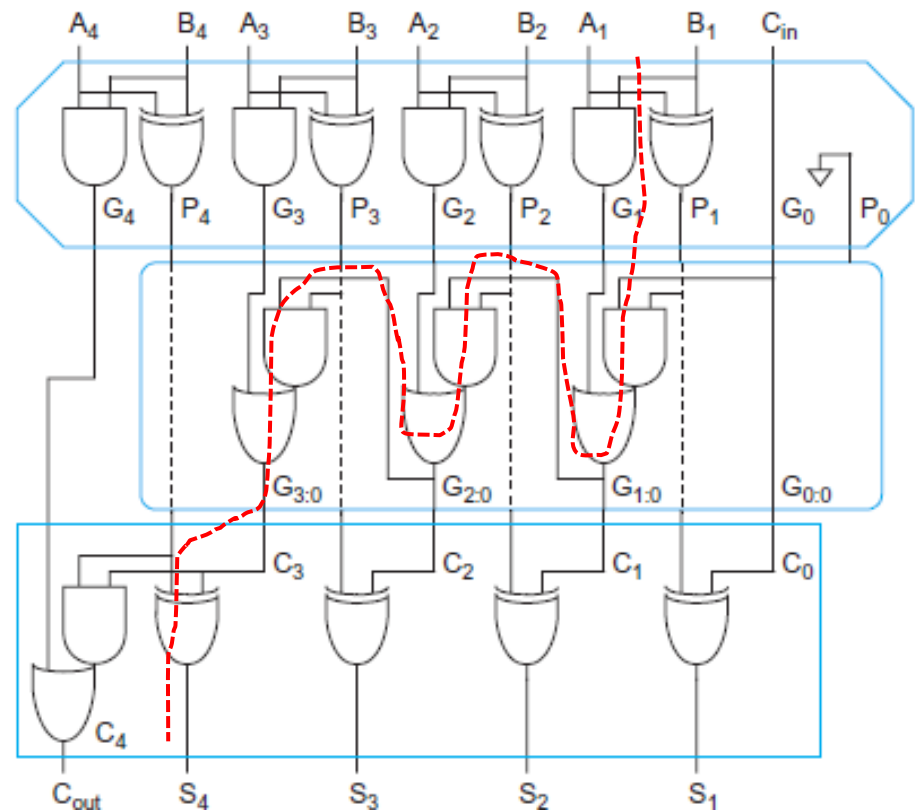 A4 B4 A3 B3 A2 B2 A1 B1 Cin
G4 P4 G3 P3 G2 P2 G1 P1 G0 P0
G3:0 G2:0 G1:0 G0:0
C3 C2 C1 C0
C4
Cout S4 S3 S2 S1